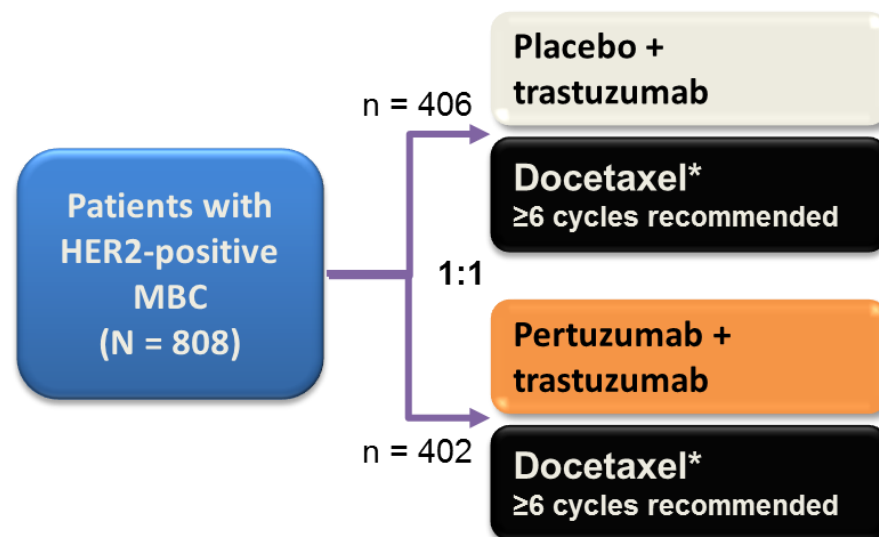 Patients with
HER2-positive
MBC
(N = 808)
n = 406
1:1
n = 402
Placebo +
trastuzumab
Docetaxel*
≥6 cycles recommended
Pertuzumab +
trastuzumab
Docetaxel*
≥6 cycles recommended